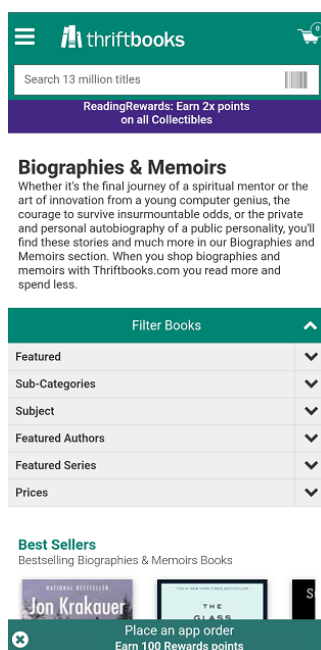 0
thriftbooks
Search 13 million titles
ReadingRewards: Earn 2x points
on all Collectibles
Biographies & Memoirs
Whether it's the final journey of a spiritual mentor or the
art of innovation from a young computer genius, the
courage to survive insurmountable odds, or the private
and personal autobiography of a public personality, you'll
find these stories and much more in our Biographies and
Memoirs section. When you shop biographies and
memoirs with Thriftbooks.com you read more and
spend less.
Filter Books
Featured
Sub-Categories
Subject
Featured Authors
Featured Series
Prices
Best Sellers
Bestselling Biographies & Memoirs Books
NATIONAL BESTSELLER
Jon Krakauer
THE NEW YORK TIMES BESTSELLER
THE
GLASS
S
Place an app order
Earn 100 Rewards points